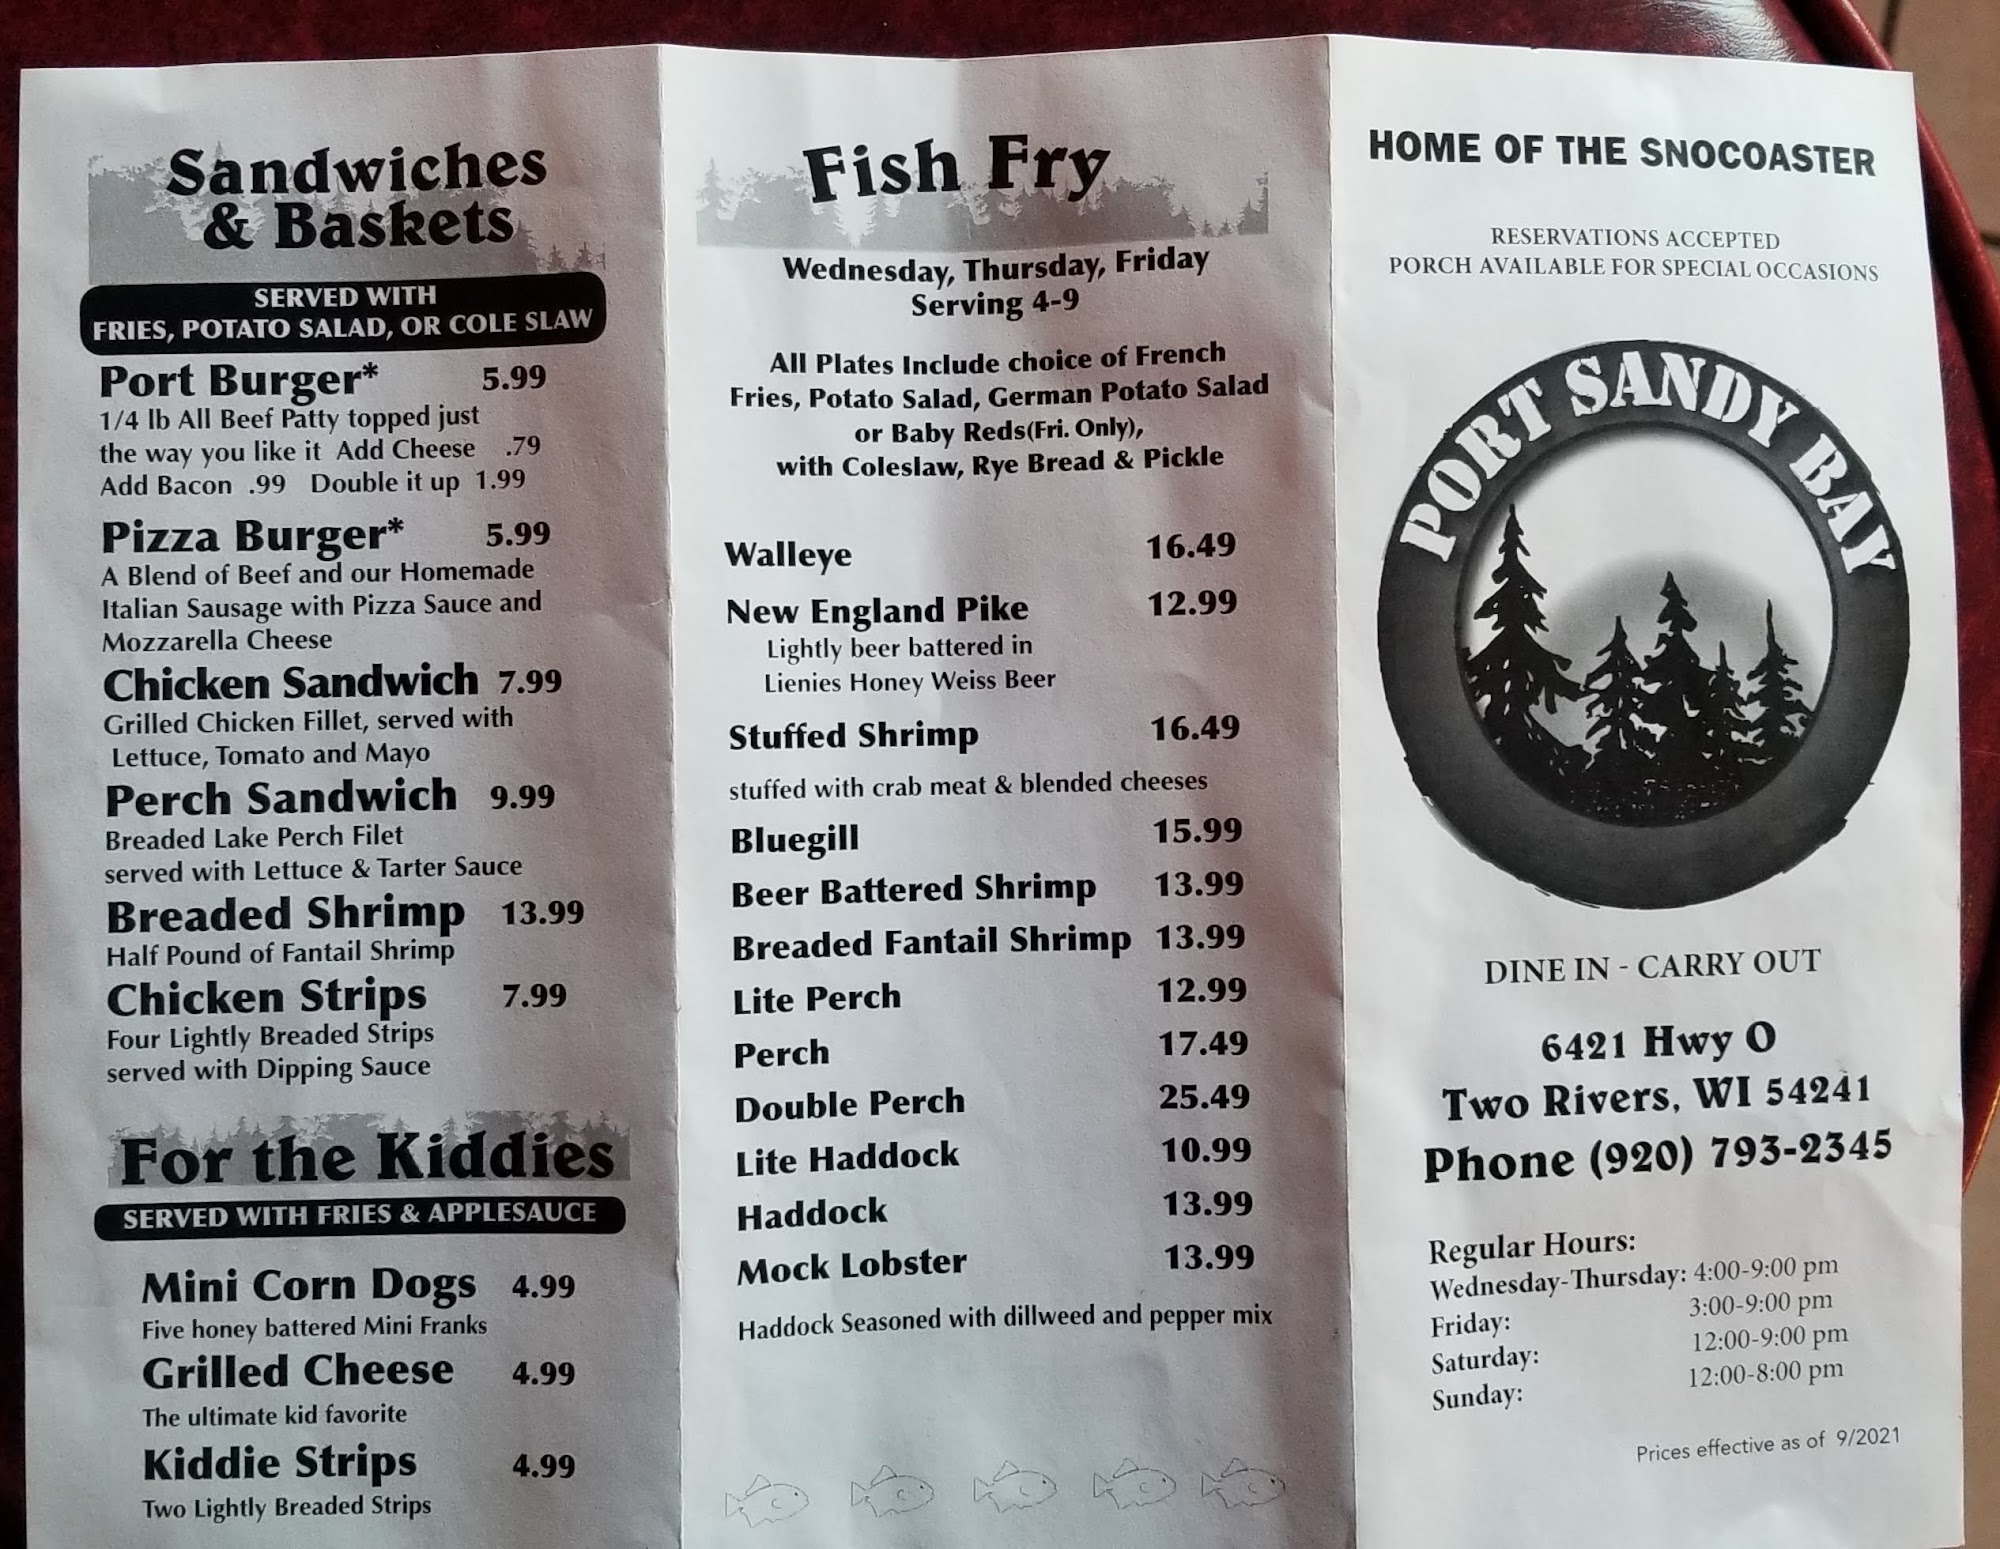 Sandwiches
& Baskets
SERVED WITH
FRIES, POTATO SALAD, OR COLE SLAW
Port Burger* 5.99
1/4 lb All Beef Patty topped just
the way you like it Add Cheese .79
Add Bacon .99 Double it up 1.99
Pizza Burger* 5.99
A Blend of Beef and our Homemade
Italian Sausage with Pizza Sauce and
Mozzarella Cheese
Chicken Sandwich 7.99
Grilled Chicken Fillet, served with
Lettuce, Tomato and Mayo
Perch Sandwich 9.99
Breaded Lake Perch Filet
served with Lettuce & Tarter Sauce
Breaded Shrimp 13.99
Half Pound of Fantail Shrimp
Chicken Strips 7.99
Four Lightly Breaded Strips
served with Dipping Sauce
For the Kiddies
SERVED WITH FRIES & APPLESAUCE
Mini Corn Dogs 4.99
Five honey battered Mini Franks
Grilled Cheese 4.99
The ultimate kid favorite
Kiddie Strips 4.99
Two Lightly Breaded Strips
Fish Fry
Wednesday, Thursday, Friday
Serving 4-9
All Plates Include choice of French
Fries, Potato Salad, German Potato Salad
or Baby Reds(Fri. Only),
with Coleslaw, Rye Bread & Pickle
Walleye 16.49
New England Pike 12.99
Lightly beer battered in
Lienies Honey Weiss Beer
Stuffed Shrimp 16.49
stuffed with crab meat & blended cheeses
Bluegill 15.99
Beer Battered Shrimp 13.99
Breaded Fantail Shrimp 13.99
Lite Perch 12.99
Perch 17.49
Double Perch 25.49
Lite Haddock 10.99
Haddock 13.99
Mock Lobster 13.99
Haddock Seasoned with dillweed and pepper mix
HOME OF THE SNOCOASTER
RESERVATIONS ACCEPTED
PORCH AVAILABLE FOR SPECIAL OCCASIONS
PORT SANDY BAY
DINE IN - CARRY OUT
6421 Hwy O
Two Rivers, WI 54241
Phone (920) 793-2345
Regular Hours:
Wednesday-Thursday: 4:00-9:00 pm
Friday: 3:00-9:00 pm
Saturday: 12:00-9:00 pm
Sunday: 12:00-8:00 pm
Prices effective as of 9/2021